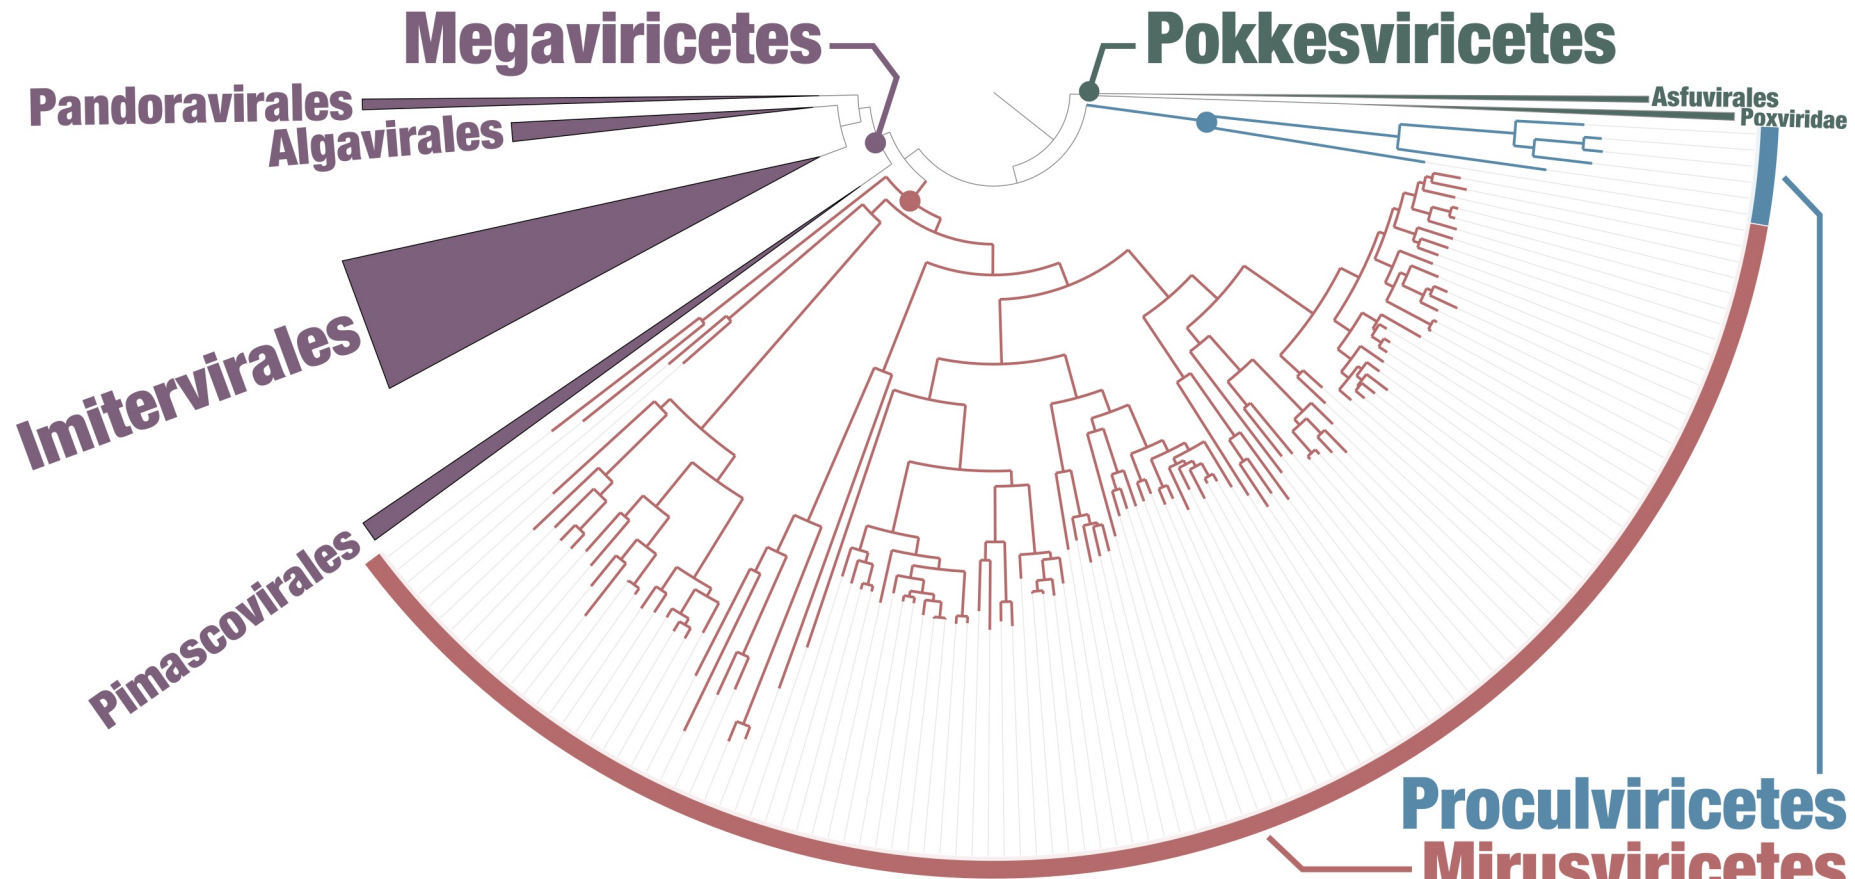 Megaviricetes
Pokkesviricetes
Pandoravirales
Algavirales
Asfuvirales
Poxviridae
Imitervirales
Pimascovirales
Proculviricetes
Mirusviricetes